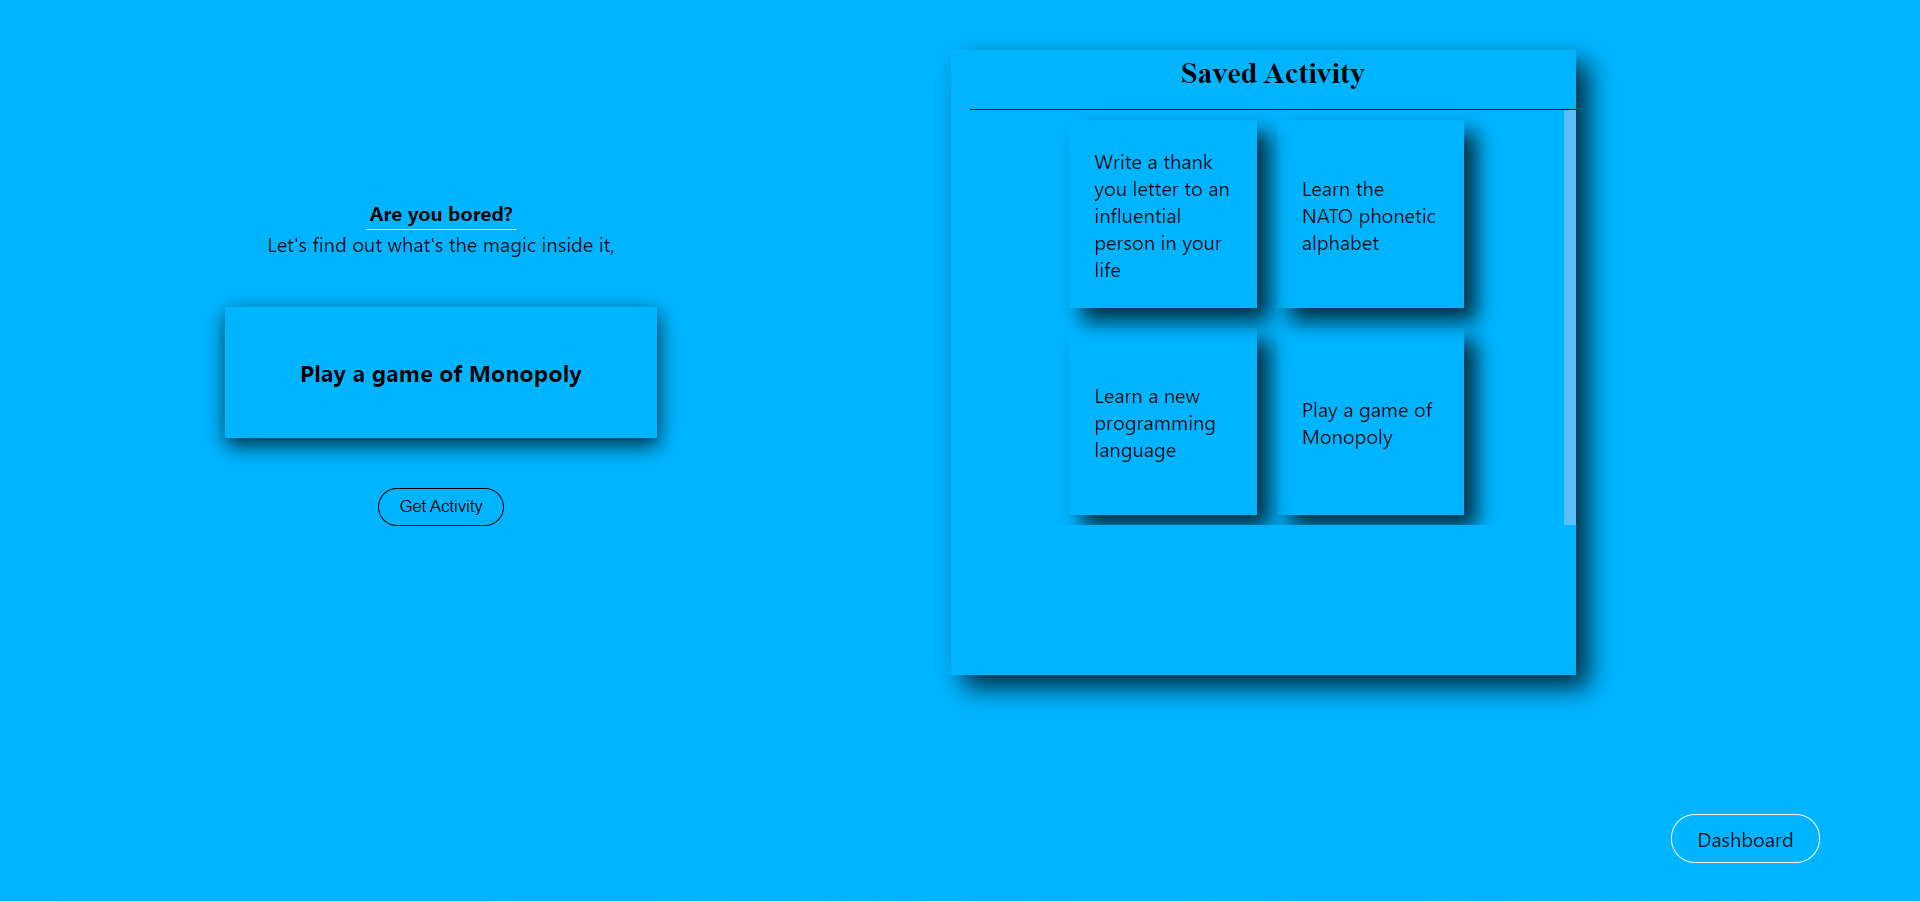 Are you bored?
Let's find out what's the magic inside it,
Play a game of Monopoly
Get Activity
Saved Activity
Write a thank
you letter to an
influential
person in your
life
Learn the
NATO phonetic
alphabet
Learn a new
programming
language
Play a game of
Monopoly
Dashboard